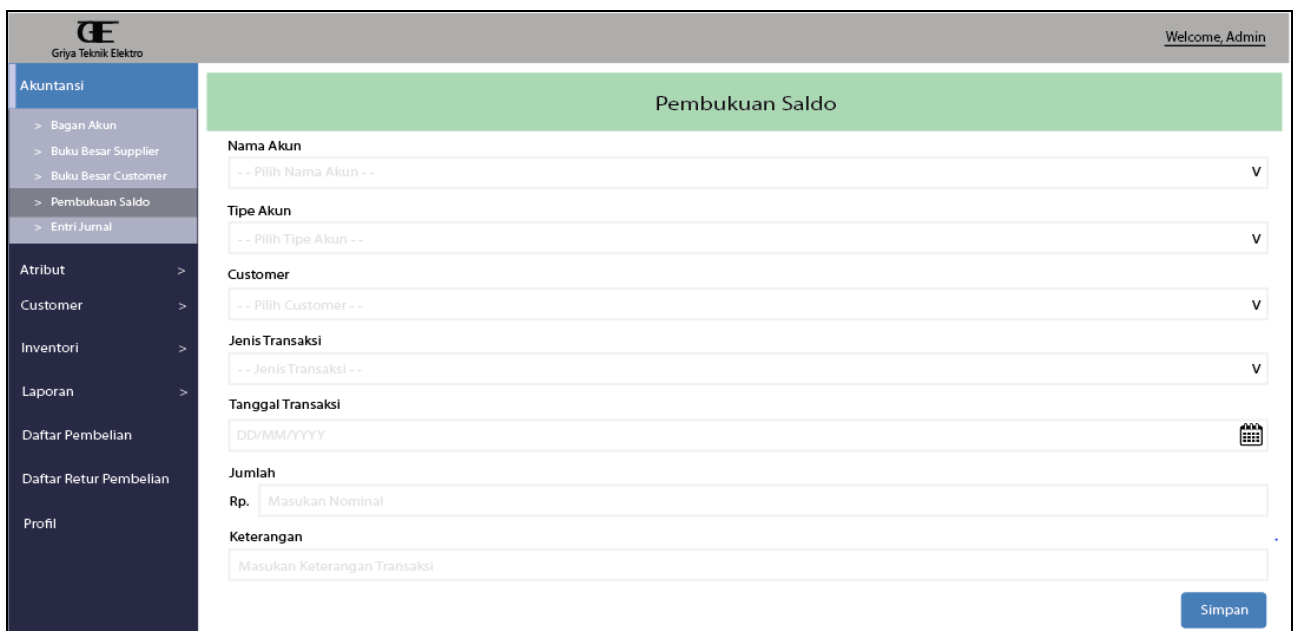 GE
Griya Teknik Elektro
Welcome, Admin
Akuntansi
> Bagan Akun
> Buku Besar Supplier
> Buku Besar Customer
> Pembukuan Saldo
> Entri Jurnal
Atribut >
Customer >
Inventori >
Laporan >
Daftar Pembelian
Daftar Retur Pembelian
Profil
Pembukuan Saldo
Nama Akun
- - Pilih Nama Akun - - v
Tipe Akun
- - Pilih Tipe Akun - - v
Customer
- - Pilih Customer - - v
Jenis Transaksi
- - Jenis Transaksi - - v
Tanggal Transaksi
DD/MM/YYYY
Jumlah
Rp. Masukan Nominal
Keterangan
Masukan Keterangan Transaksi
Simpan